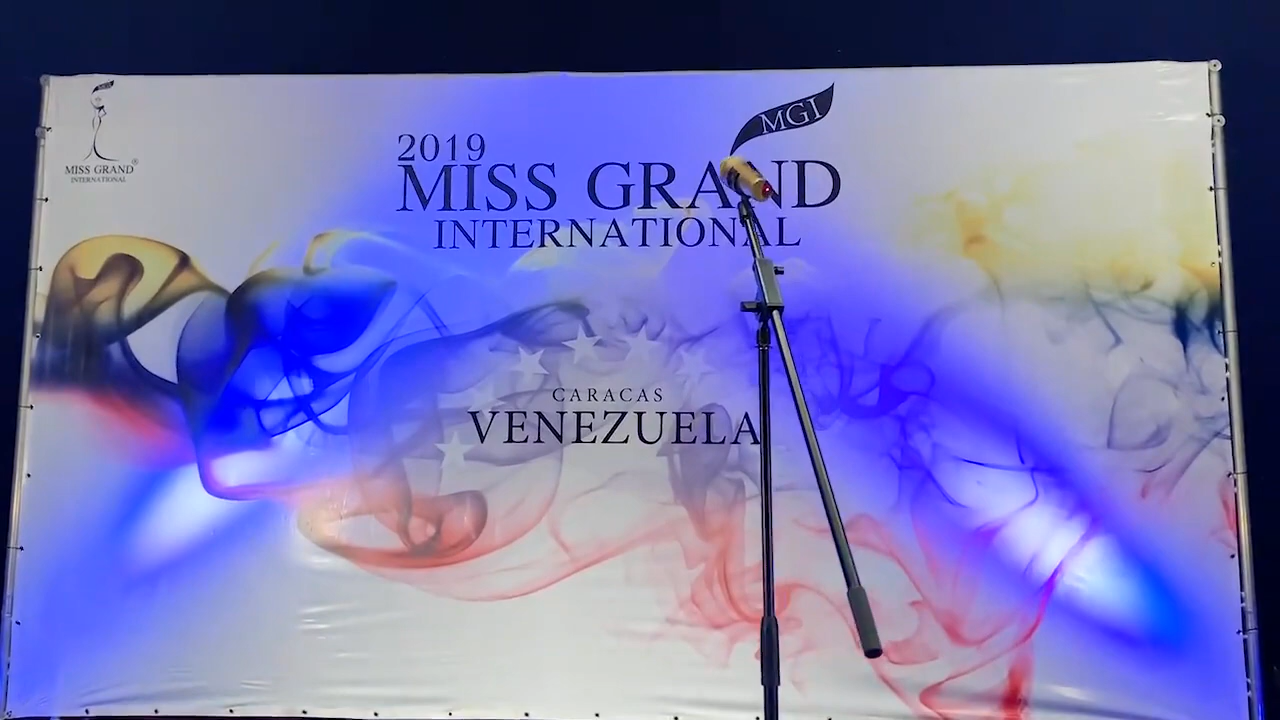 MISS GRAND®
INTERNATIONAL
MGI
2019
MISS GRAND
INTERNATIONAL
CARACAS
VENEZUELA